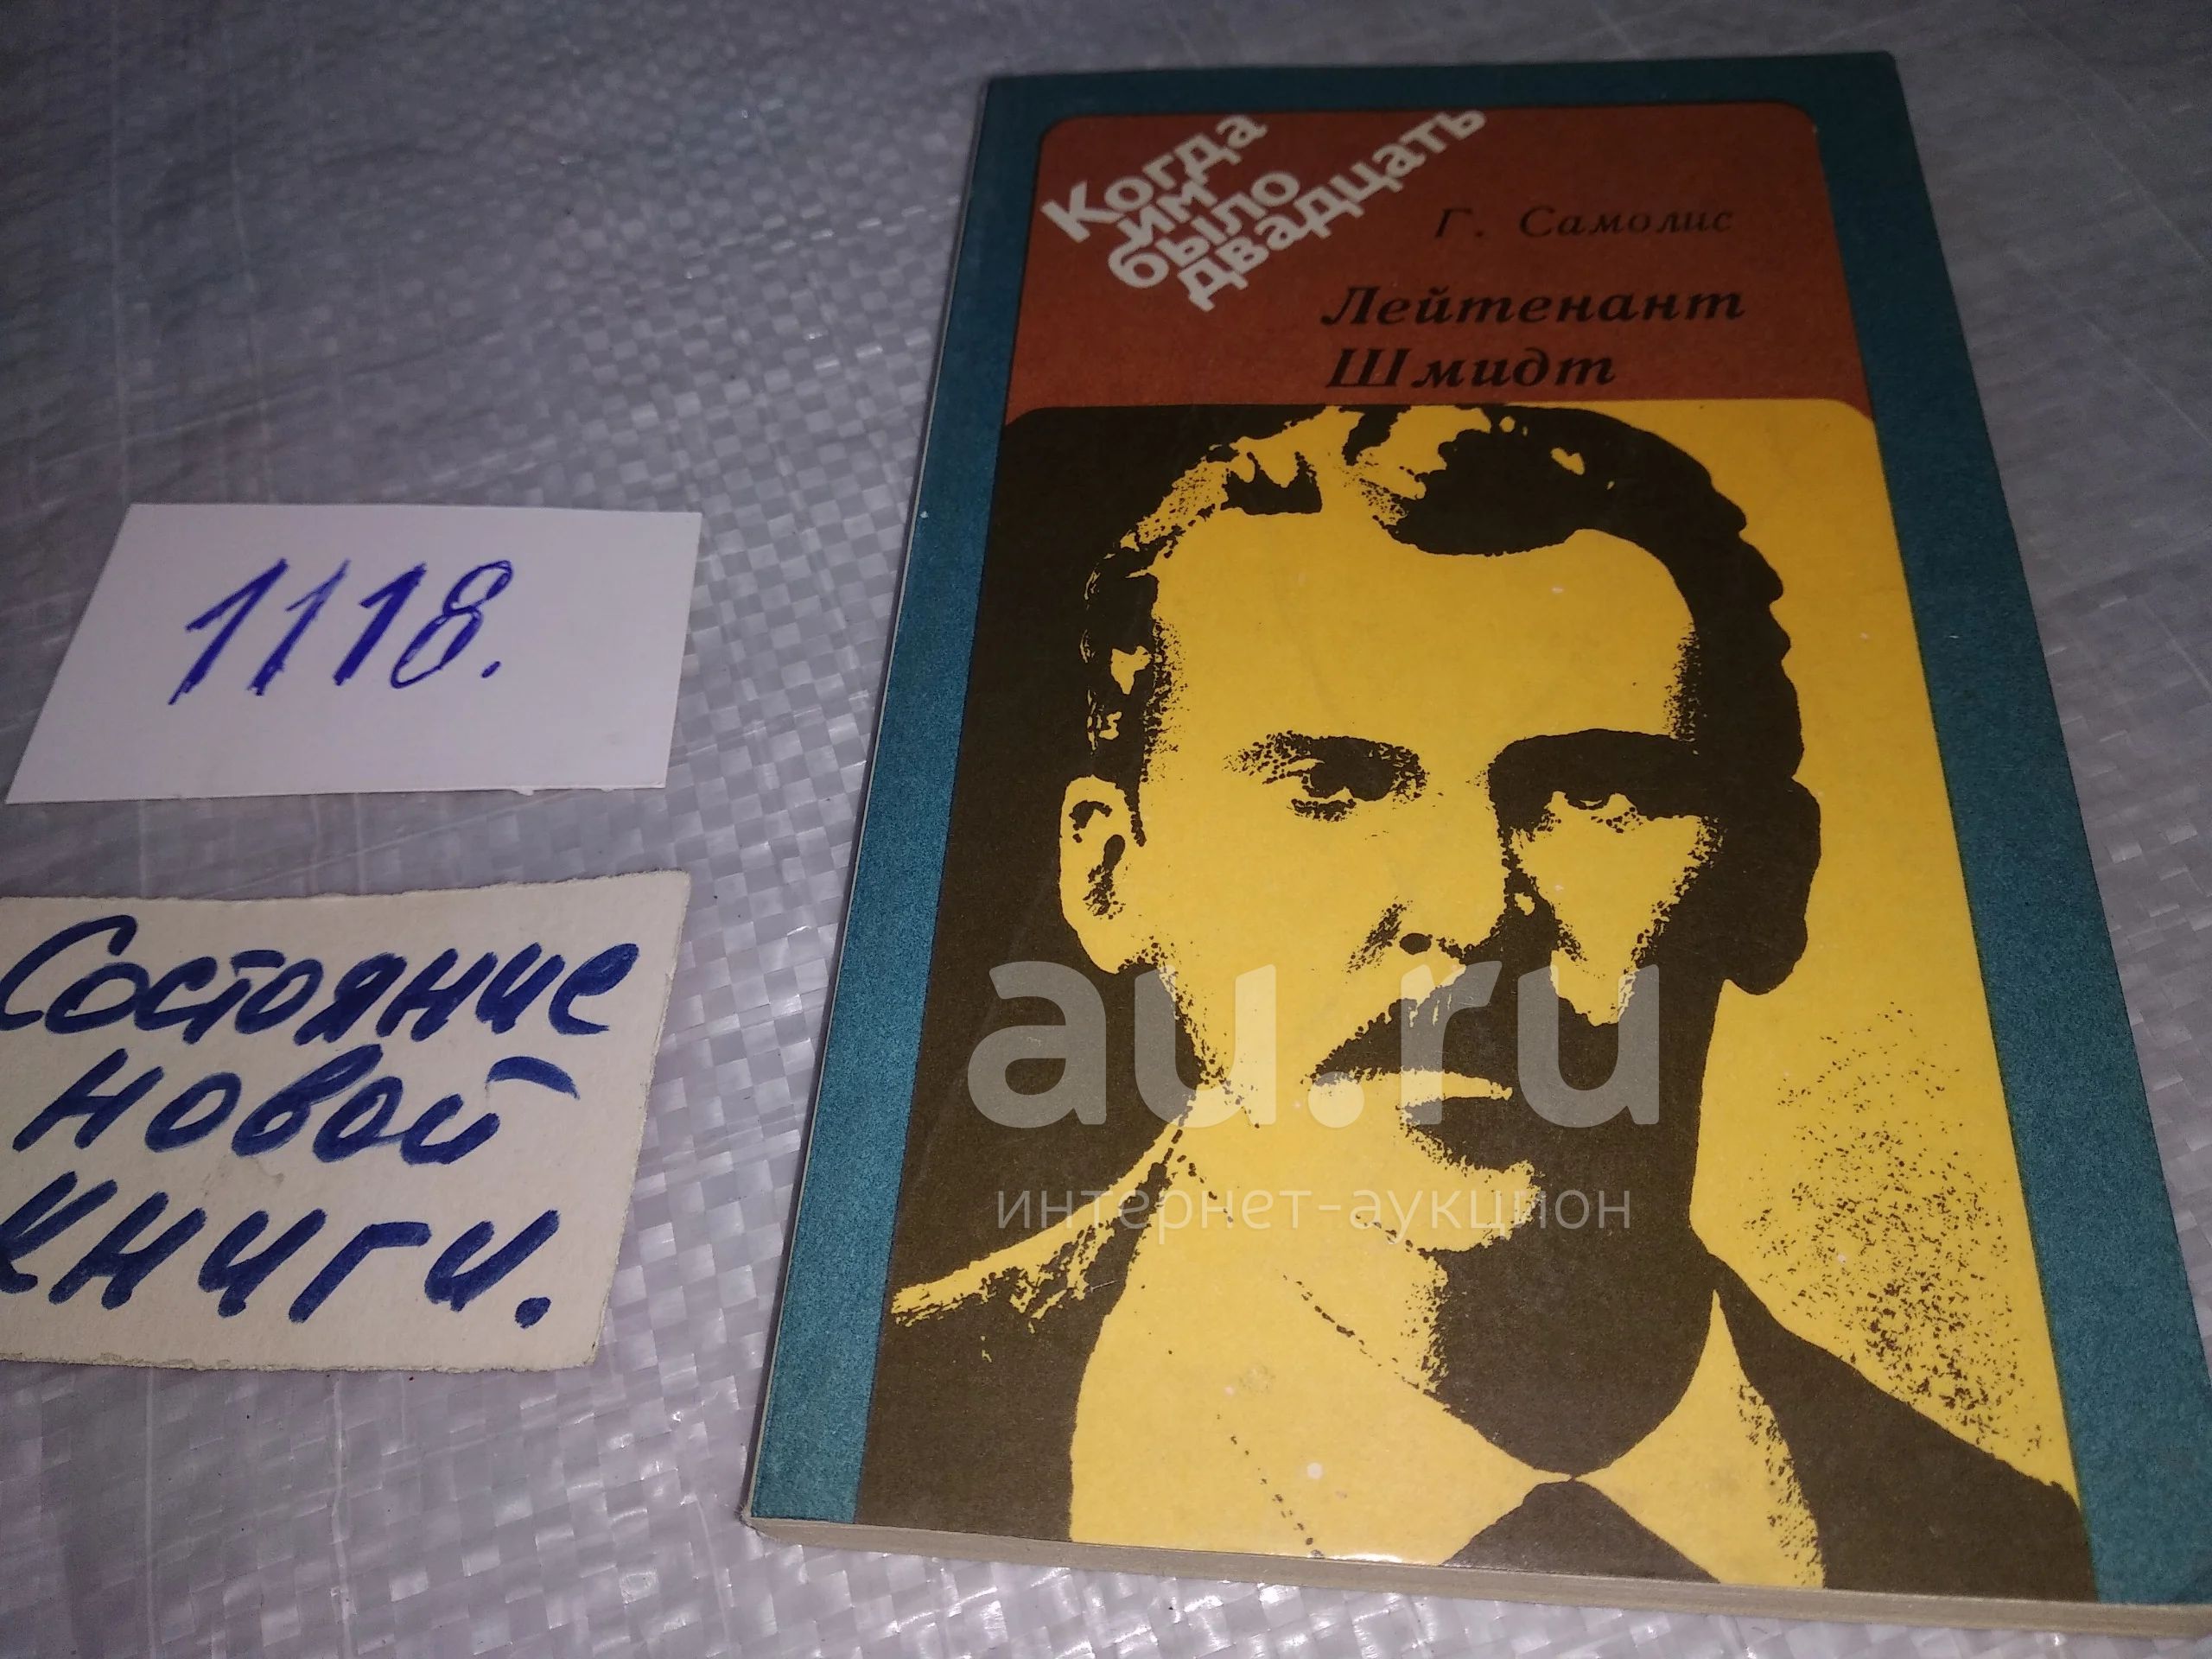 Когда
им
было
двадцать
Г. Самолис
Лейтенант
Шмидт
1118.
Состояние
новой
книги.
au.ru
интернет-аукцион